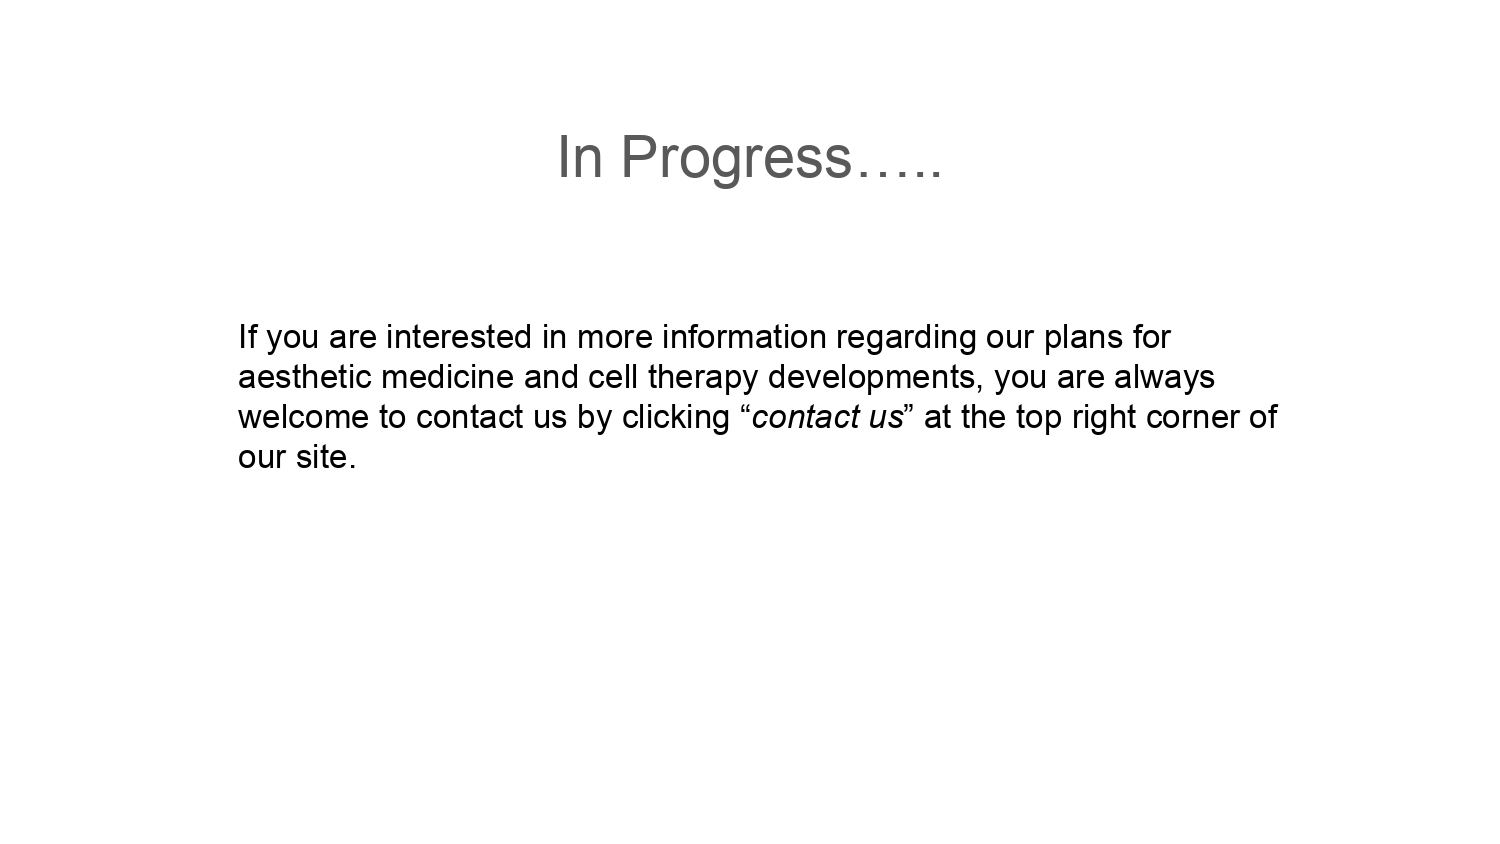 In Progress…..
If you are interested in more information regarding our plans for
aesthetic medicine and cell therapy developments, you are always
welcome to contact us by clicking “contact us” at the top right corner of
our site.